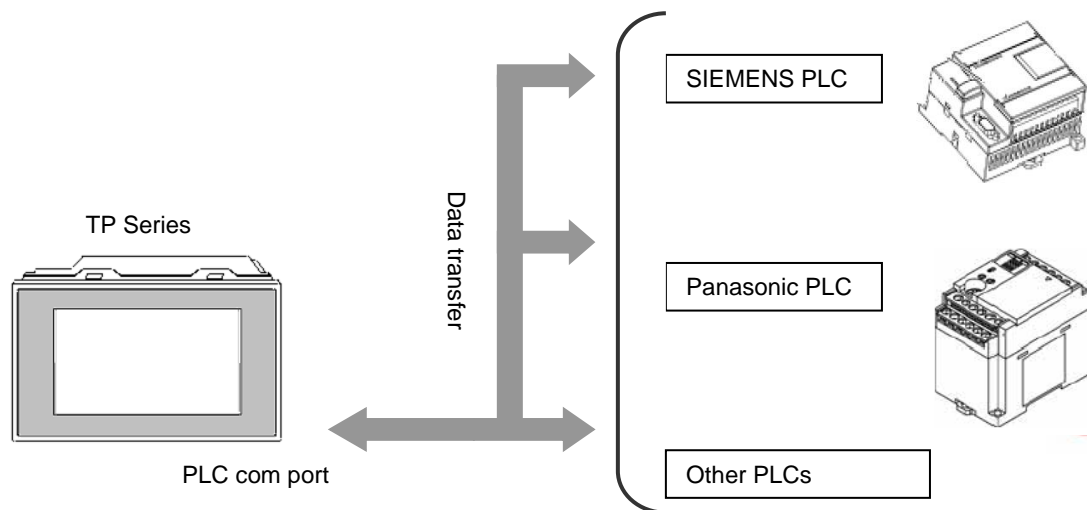 TP Series
PLC com port
Data transfer
SIEMENS PLC
Panasonic PLC
Other PLCs